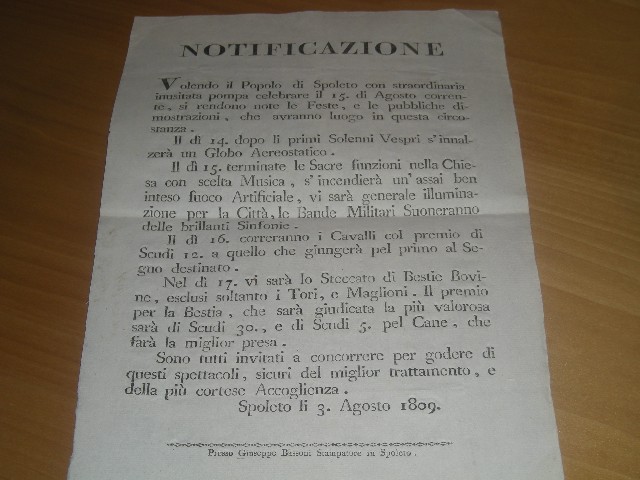 NOTIFICAZIONE
Volendo il Popolo di Spoleto con straordinaria
inusitata pompa celebrare il 15. di Agosto corren-
te, si rendono note le Feste, e le pubbliche di-
mostrazioni, che avranno luogo in questa circo-
stanza.
Il dì 14. dopo li primi Solenni Vespri s'innal-
zerà un Globo Aereostatico.
Il dì 15. terminate le Sacre funzioni nella Chie-
sa con scelta Musica, s'incendierà un'assai ben
inteso fuoco Artificiale, vi sarà generale illumina-
zione per la Città, le Bande Militari Suoneranno
delle brillanti Sinfonie.
Il dì 16. correranno i Cavalli col premio di
Scudi 12. a quello che giungerà pel primo al Se-
gno destinato.
Nel dì 17. vi sarà lo Steccato di Bestie Bovi-
ne, esclusi soltanto i Tori, e Maglioni. Il premio
per la Bestia, che sarà giudicata la più valorosa
sarà di Scudi 30., e di Scudi 5. pel Cane, che
farà la miglior presa.
Sono tutti invitati a concorrere per godere di
questi spettacoli, sicuri del miglior trattamento, e
della più cortese Accoglienza.
Spoleto li 3. Agosto 1809.
Presso Giuseppe Bassoni Stampatore in Spoleto.